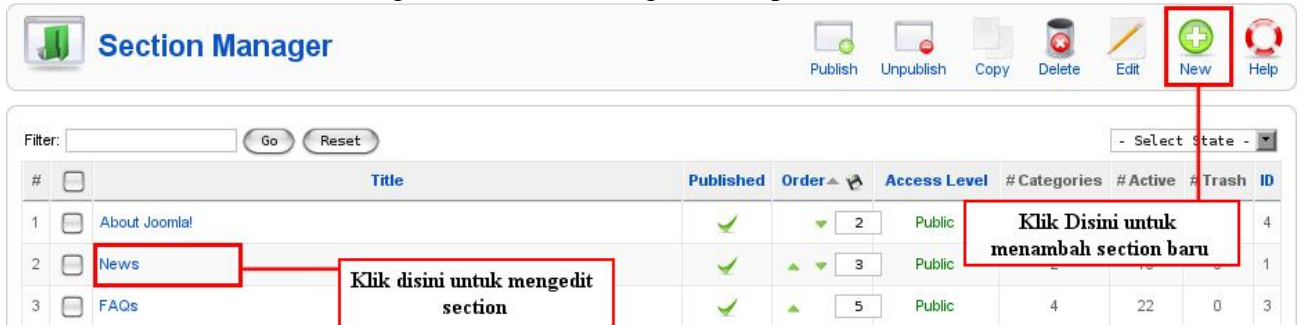 Section Manager
Publish Unpublish Copy Delete Edit New Help
Filter: Go Reset - Select State -
# Title Published Order Access Level # Categories # Active # Trash ID
1 About Joomla! 2 Public 4
Klik Disini untuk
menambah section baru
2 News 3 Public 1
Klik disini untuk mengedit
section
3 FAQs 5 Public 4 22 0 3